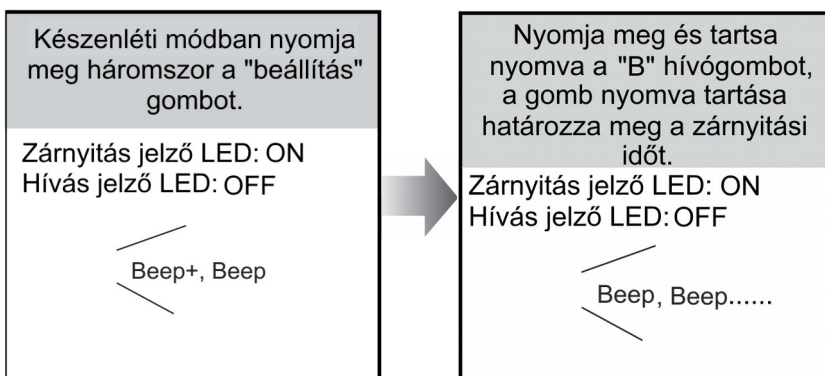 Készenléti módban nyomja
meg háromszor a "beállítás"
gombot.
Zárnyitás jelző LED: ON
Hívás jelző LED: OFF
Beep+, Beep
Nyomja meg és tartsa
nyomva a "B" hívógombot,
a gomb nyomva tartása
határozza meg a zárnyitási
időt.
Zárnyitás jelző LED: ON
Hívás jelző LED: OFF
Beep, Beep......